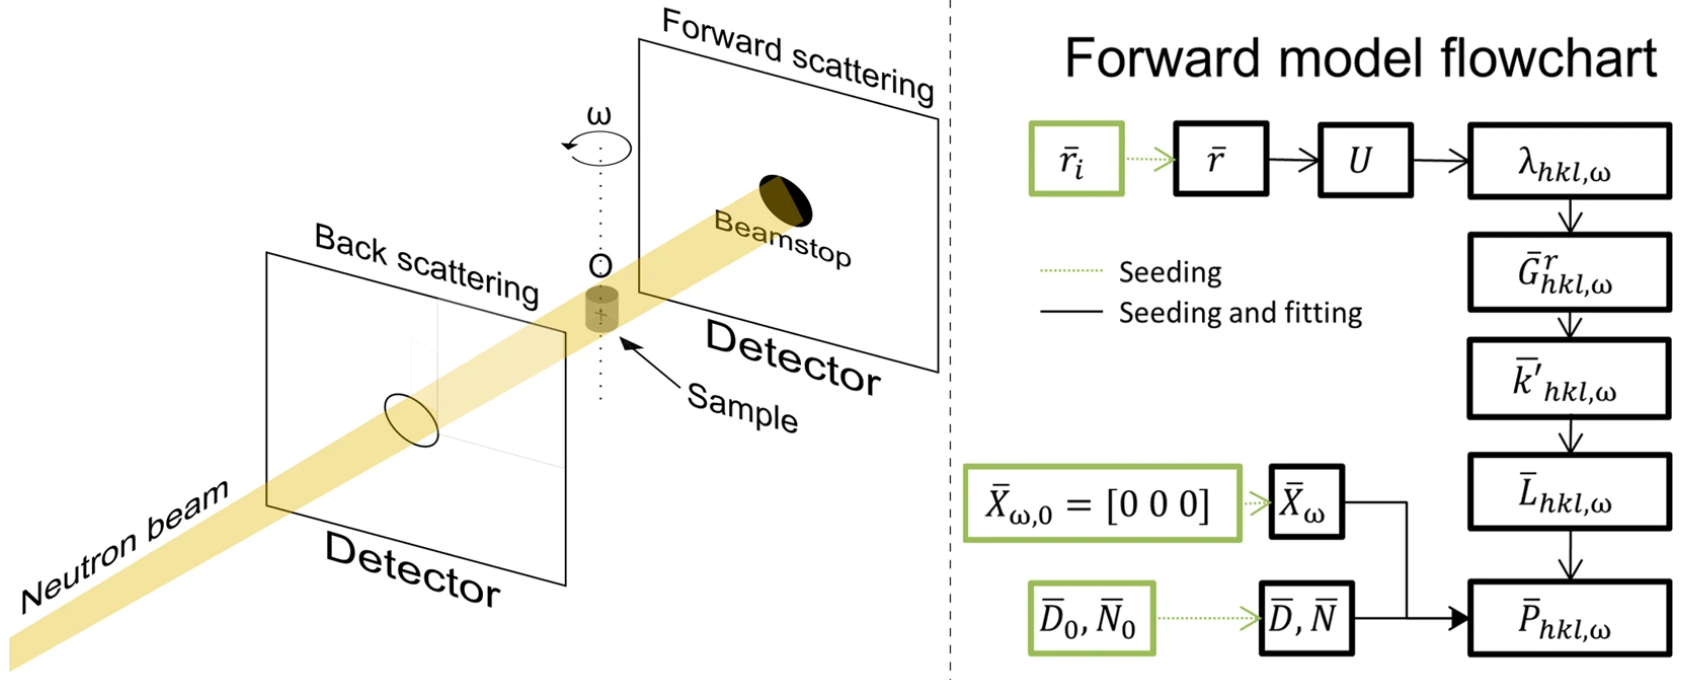 Forward scattering
ω
Beamstop
O
Back scattering
Detector
Sample
Neutron beam
Detector
Forward model flowchart
r̄ᵢ
r̄
U
λₕₖₗ,ω
Ḡʳₕₖₗ,ω
Seeding
Seeding and fitting
k̄'ₕₖₗ,ω
X̄ω,₀ = [0 0 0]
X̄ω
L̄ₕₖₗ,ω
D̄₀, N̄₀
D̄, N̄
P̄ₕₖₗ,ω